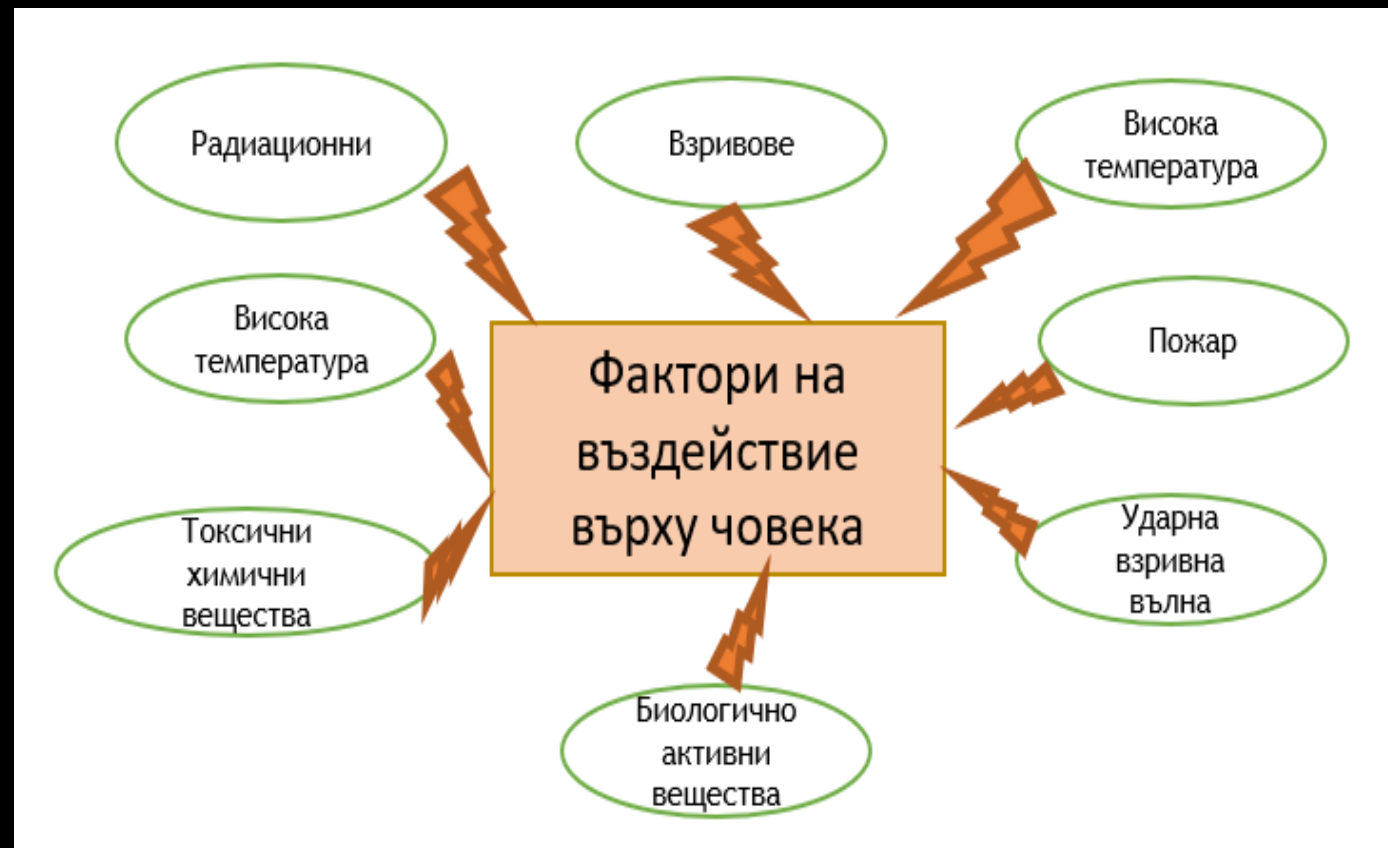 Радиационни
Взривове
Висока
температура
Висока
температура
Пожар
Фактори на
въздействие
върху човека
Токсични
химични
вещества
Ударна
взривна
вълна
Биологично
активни
вещества